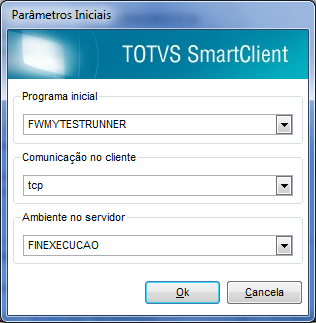 Parâmetros Iniciais
TOTVS SmartClient
Programa inicial
FWMYTESTRUNNER
Comunicação no cliente
tcp
Ambiente no servidor
FINEXECUCAO
Ok
Cancela